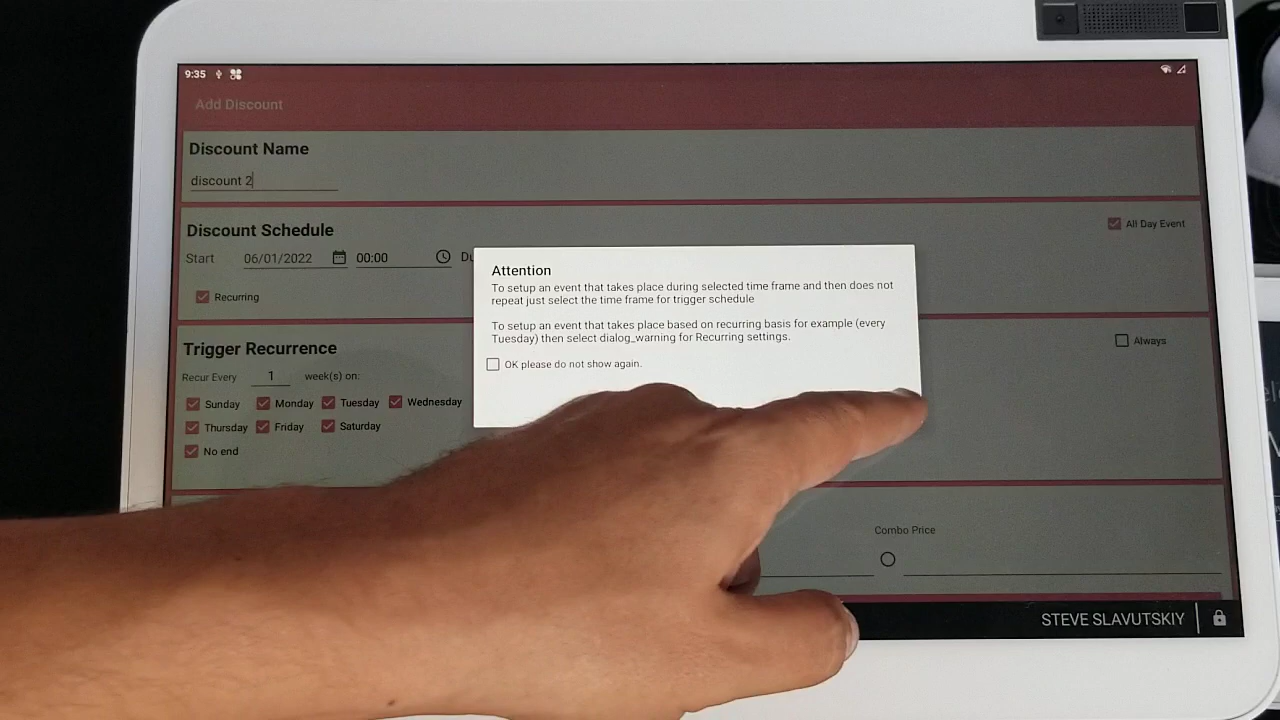 9:35
Add Discount
Discount Name
discount 2
Discount Schedule
All Day Event
Start 06/01/2022 00:00
Recurring
Attention
To setup an event that takes place during selected time frame and then does not
repeat just select the time frame for trigger schedule
To setup an event that takes place based on recurring basis for example (every
Tuesday) then select dialog_warning for Recurring settings.
OK please do not show again.
Trigger Recurrence
Always
Recur Every 1 week(s) on:
Sunday Monday Tuesday Wednesday
Thursday Friday Saturday
No end
Combo Price
STEVE SLAVUTSKIY